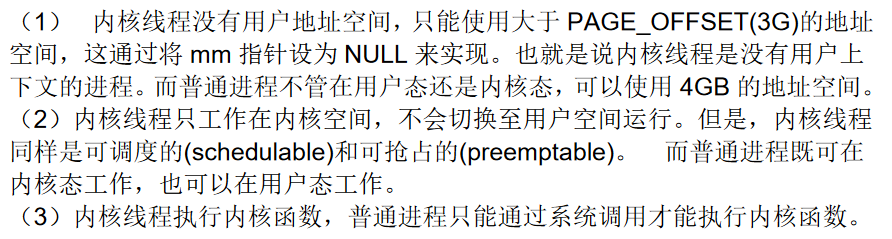 （1） 内核线程没有用户地址空间，只能使用大于 PAGE_OFFSET(3G)的地址
空间，这通过将 mm 指针设为 NULL 来实现。也就是说内核线程是没有用户上
下文的进程。而普通进程不管在用户态还是内核态，可以使用 4GB 的地址空间。
（2）内核线程只工作在内核空间，不会切换至用户空间运行。但是，内核线程
同样是可调度的(schedulable)和可抢占的(preemptable)。 而普通进程既可在
内核态工作，也可以在用户态工作。
（3）内核线程执行内核函数，普通进程只能通过系统调用才能执行内核函数。